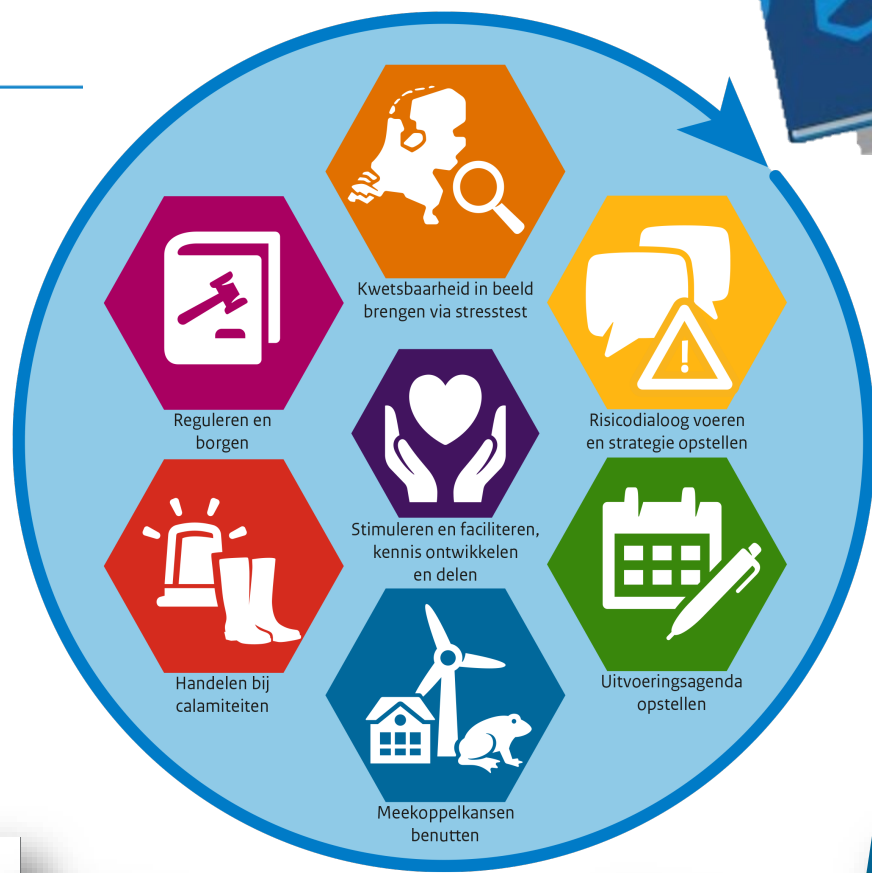 Kwetsbaarheid in beeld
brengen via stresstest
Risicodialoog voeren
en strategie opstellen
Uitvoeringsagenda
opstellen
Meekoppelkansen
benutten
Handelen bij
calamiteiten
Reguleren en
borgen
Stimuleren en faciliteren,
kennis ontwikkelen
en delen